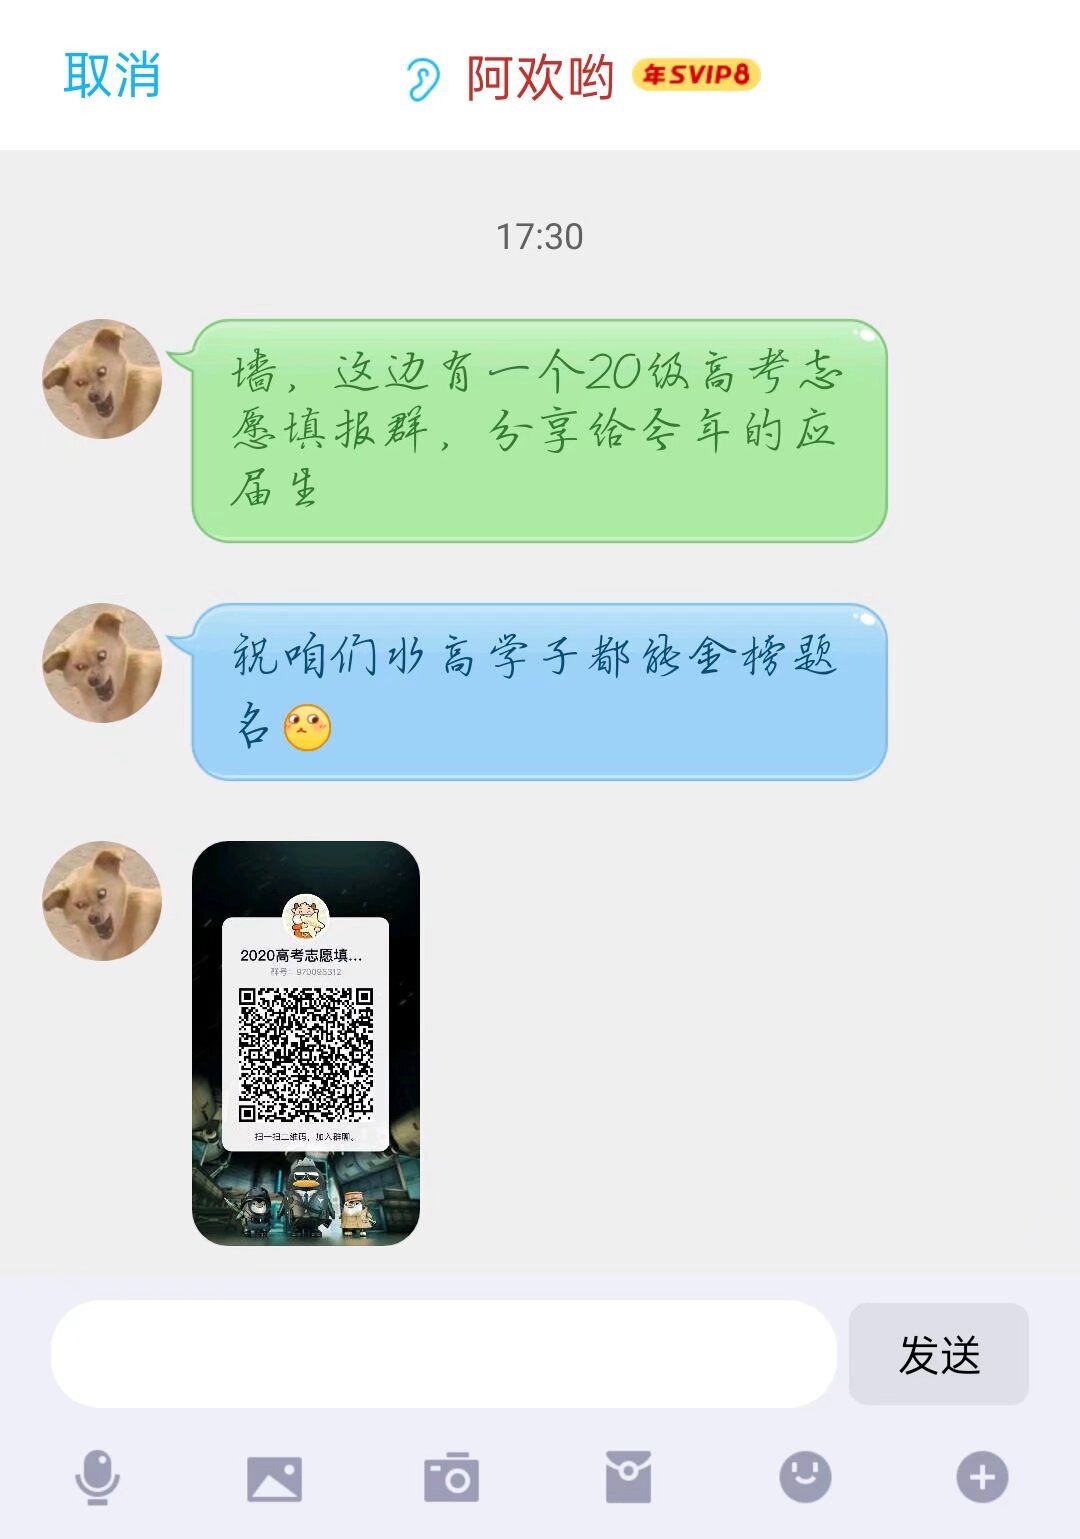 取消
阿欢哟 年SVIP8
17:30
墙，这边有一个20级高考志
愿填报群，分享给今年的应
届生
祝咱们水高学子都能金榜题
名
2020高考志愿填...
群号：970095312
扫一扫二维码，加入群聊。
发送